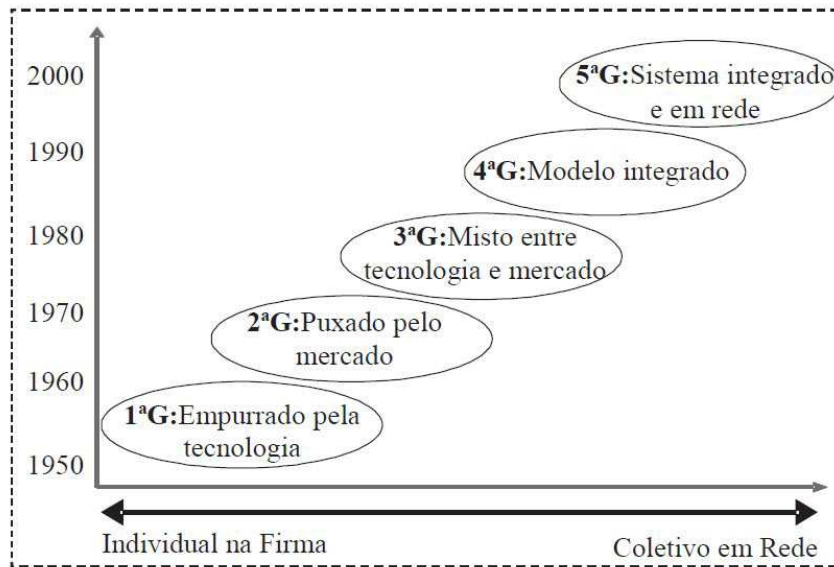 2000
5ªG:Sistema integrado
e em rede
1990
4ªG:Modelo integrado
1980
3ªG:Misto entre
tecnologia e mercado
1970
2ªG:Puxado pelo
mercado
1960
1ªG:Empurrado pela
tecnologia
1950
Individual na Firma
Coletivo em Rede